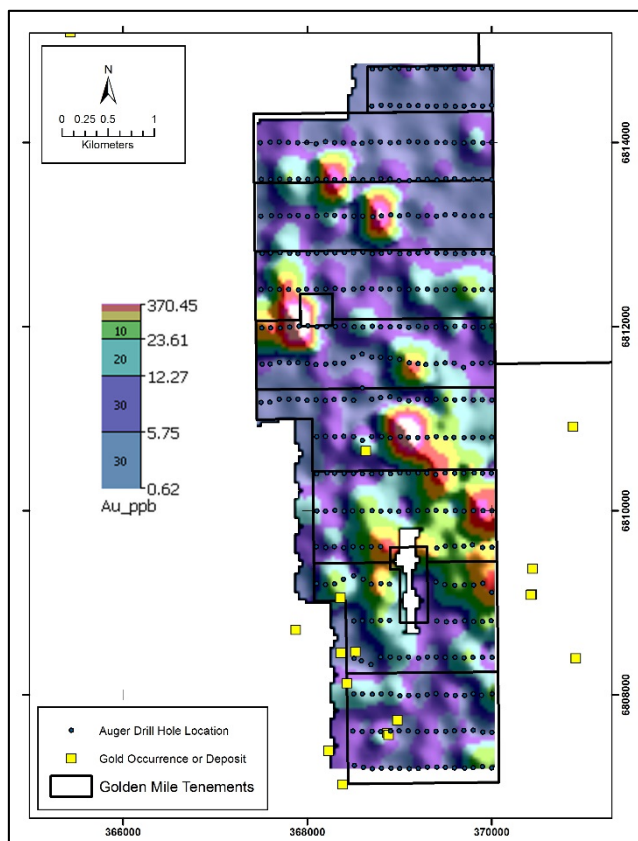 N
0 0.25 0.5 1
Kilometers
6814000
6812000
6810000
6808000
370.45
10
23.61
20
12.27
30
5.75
30
0.62
Au_ppb
Auger Drill Hole Location
Gold Occurrence or Deposit
Golden Mile Tenements
366000 368000 370000